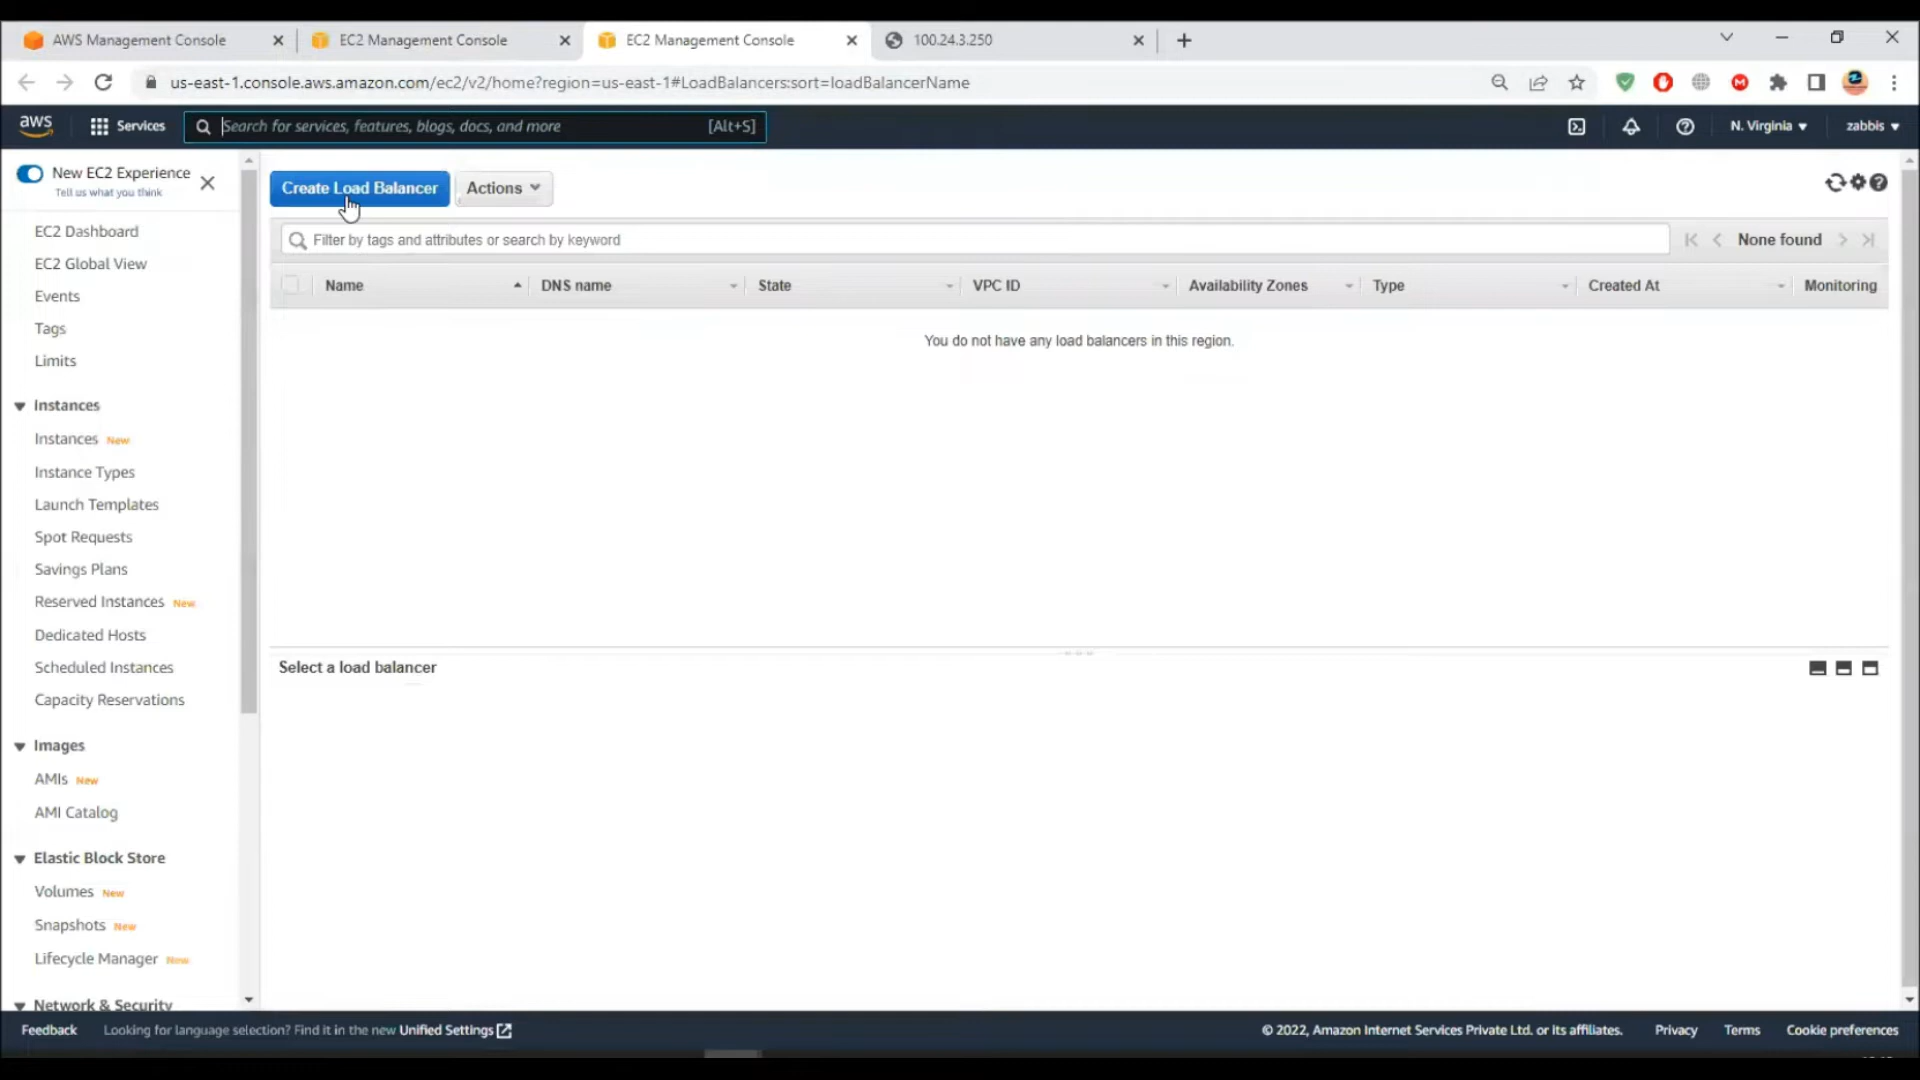 AWS Management Console
EC2 Management Console
EC2 Management Console
100.24.3.250
us-east-1.console.aws.amazon.com/ec2/v2/home?region=us-east-1#LoadBalancers:sort=loadBalancerName
aws
Services
Search for services, features, blogs, docs, and more
[Alt+S]
N. Virginia
zabbis
New EC2 Experience
Tell us what you think
EC2 Dashboard
EC2 Global View
Events
Tags
Limits
Instances
Instances New
Instance Types
Launch Templates
Spot Requests
Savings Plans
Reserved Instances New
Dedicated Hosts
Scheduled Instances
Capacity Reservations
Images
AMIs New
AMI Catalog
Elastic Block Store
Volumes New
Snapshots New
Lifecycle Manager New
Network & Security
Create Load Balancer
Actions
Filter by tags and attributes or search by keyword
None found
Name
DNS name
State
VPC ID
Availability Zones
Type
Created At
Monitoring
You do not have any load balancers in this region.
Select a load balancer
Feedback
Looking for language selection? Find it in the new Unified Settings
© 2022, Amazon Internet Services Private Ltd. or its affiliates.
Privacy
Terms
Cookie preferences